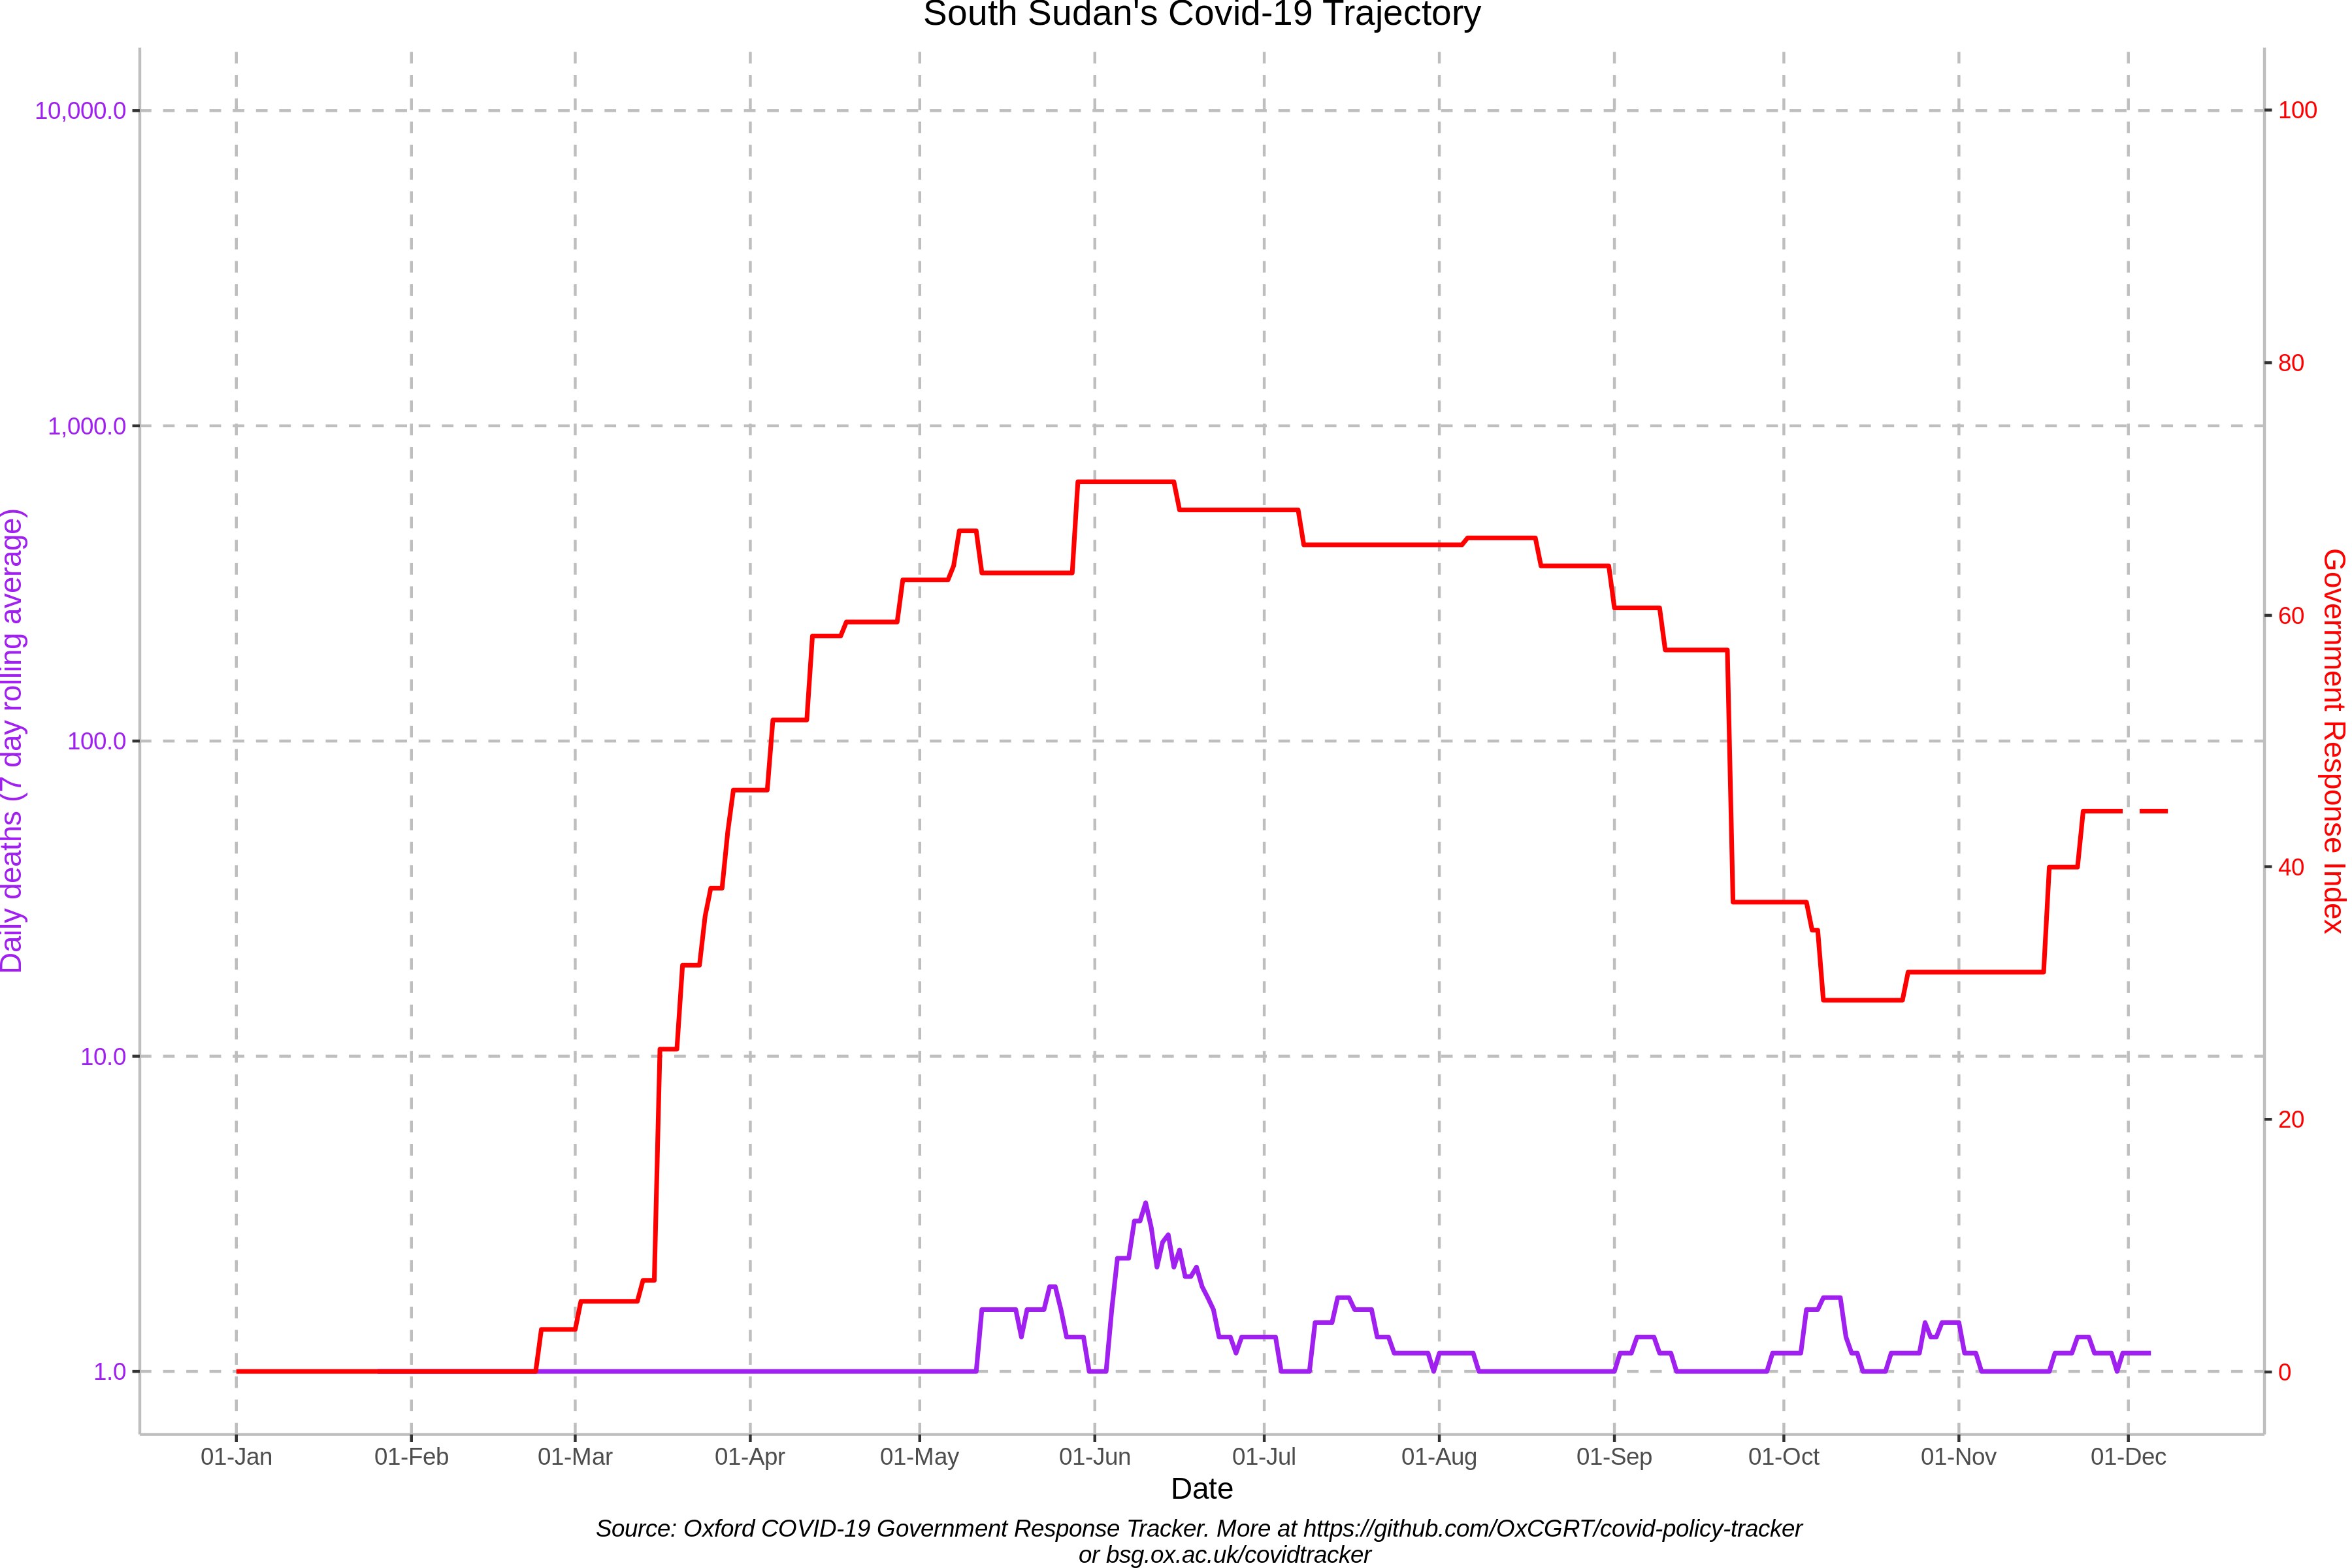 South Sudan's Covid-19 Trajectory
10,000.0
1,000.0
100.0
10.0
1.0
Daily deaths (7 day rolling average)
100
80
60
40
20
0
Government Response Index
01-Jan 01-Feb 01-Mar 01-Apr 01-May 01-Jun 01-Jul 01-Aug 01-Sep 01-Oct 01-Nov 01-Dec
Date
Source: Oxford COVID-19 Government Response Tracker. More at https://github.com/OxCGRT/covid-policy-tracker
or bsg.ox.ac.uk/covidtracker